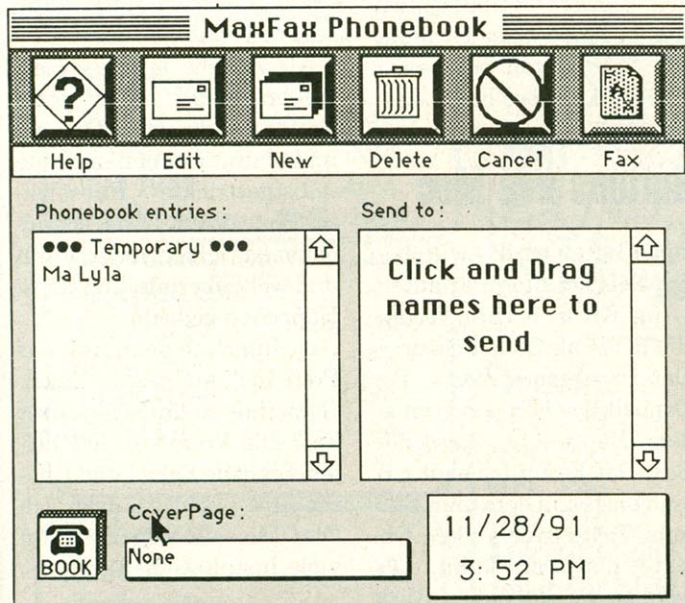 MaxFax Phonebook
Help Edit New Delete Cancel Fax
Phonebook entries:
●●● Temporary ●●●
Ma Lyla
Send to:
Click and Drag
names here to
send
BOOK
CoverPage:
None
11/28/91
3:52 PM